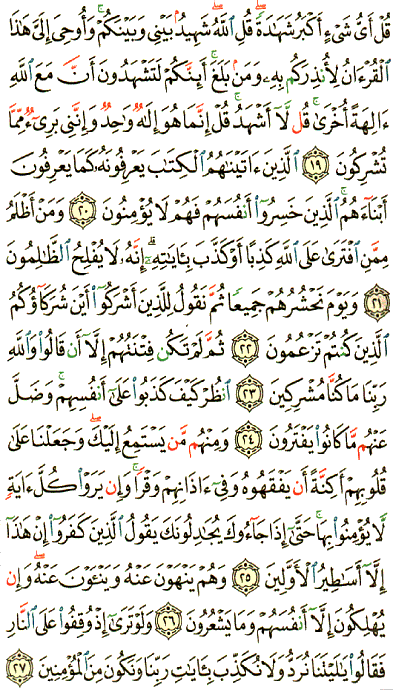 قُلْ أَىُّ شَىْءٍ أَكْبَرُ شَهَٰدَةً ۖ قُلِ ٱللَّهُ ۖ شَهِيدٌۢ بَيْنِى وَبَيْنَكُمْ ۚ وَأُوحِىَ إِلَىَّ هَٰذَا
ٱلْقُرْءَانُ لِأُنذِرَكُم بِهِۦ وَمَنۢ بَلَغَ ۚ أَئِنَّكُمْ لَتَشْهَدُونَ أَنَّ مَعَ ٱللَّهِ
ءَالِهَةً أُخْرَىٰ ۚ قُل لَّآ أَشْهَدُ ۚ قُلْ إِنَّمَا هُوَ إِلَٰهٌ وَٰحِدٌ وَإِنَّنِى بَرِىٓءٌ مِّمَّا
تُشْرِكُونَ ١٩ ٱلَّذِينَ ءَاتَيْنَٰهُمُ ٱلْكِتَٰبَ يَعْرِفُونَهُۥ كَمَا يَعْرِفُونَ
أَبْنَآءَهُمُ ۘ ٱلَّذِينَ خَسِرُوٓا۟ أَنفُسَهُمْ فَهُمْ لَا يُؤْمِنُونَ ٢٠ وَمَنْ أَظْلَمُ
مِمَّنِ ٱفْتَرَىٰ عَلَى ٱللَّهِ كَذِبًا أَوْ كَذَّبَ بِـَٔايَٰتِهِۦٓ ۗ إِنَّهُۥ لَا يُفْلِحُ ٱلظَّٰلِمُونَ
٢١ وَيَوْمَ نَحْشُرُهُمْ جَمِيعًا ثُمَّ نَقُولُ لِلَّذِينَ أَشْرَكُوٓا۟ أَيْنَ شُرَكَآؤُكُمُ
ٱلَّذِينَ كُنتُمْ تَزْعُمُونَ ٢٢ ثُمَّ لَمْ تَكُن فِتْنَتُهُمْ إِلَّآ أَن قَالُوا۟ وَٱللَّهِ
رَبِّنَا مَا كُنَّا مُشْرِكِينَ ٢٣ ٱنظُرْ كَيْفَ كَذَبُوا۟ عَلَىٰٓ أَنفُسِهِمْ ۚ وَضَلَّ
عَنْهُم مَّا كَانُوا۟ يَفْتَرُونَ ٢٤ وَمِنْهُم مَّن يَسْتَمِعُ إِلَيْكَ ۖ وَجَعَلْنَا عَلَىٰ
قُلُوبِهِمْ أَكِنَّةً أَن يَفْقَهُوهُ وَفِىٓ ءَاذَانِهِمْ وَقْرًا ۚ وَإِن يَرَوْا۟ كُلَّ ءَايَةٍ
لَّا يُؤْمِنُوا۟ بِهَا ۚ حَتَّىٰٓ إِذَا جَآءُوكَ يُجَٰدِلُونَكَ يَقُولُ ٱلَّذِينَ كَفَرُوٓا۟ إِنْ هَٰذَآ
إِلَّآ أَسَٰطِيرُ ٱلْأَوَّلِينَ ٢٥ وَهُمْ يَنْهَوْنَ عَنْهُ وَيَنْـَٔوْنَ عَنْهُ ۖ وَإِن
يُهْلِكُونَ إِلَّآ أَنفُسَهُمْ وَمَا يَشْعُرُونَ ٢٦ وَلَوْ تَرَىٰٓ إِذْ وُقِفُوا۟ عَلَى ٱلنَّارِ
فَقَالُوا۟ يَٰلَيْتَنَا نُرَدُّ وَلَا نُكَذِّبَ بِـَٔايَٰتِ رَبِّنَا وَنَكُونَ مِنَ ٱلْمُؤْمِنِينَ ٢٧